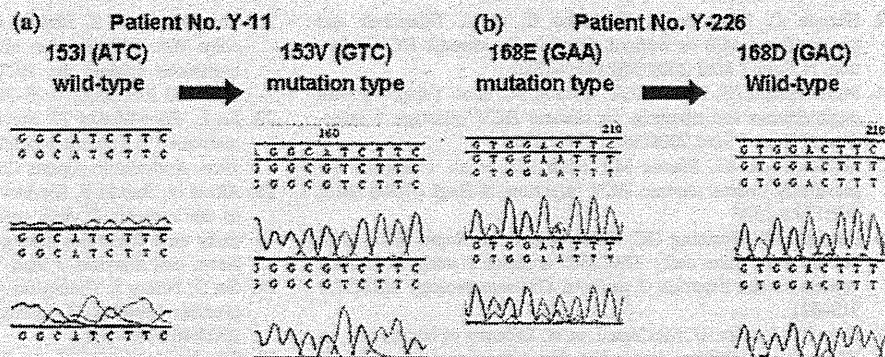 (a) Patient No. Y-11 (b) Patient No. Y-226
153I (ATC) 153V (GTC) 168E (GAA) 168D (GAC)
wild-type mutation type mutation type Wild-type
160 210 210
G G C A T C T T C
G G C A T C T T C
G G C A T C T T C
G G C A T C T T C
G G C A T C T T C
G G C A T C T T C
G G C G T C T T C
G G C G T C T T C
G G C G T C T T C
G G C G T C T T C
G T G G A C T T C
G T G G A A T T T
G T G G A A T T T
G T G G A A T T T
G T G G A A T T T
G T G G A C T T C
G T G G A C T T T
G T G G A C T T T
G T G G A C T T T
G T G G A C T T T